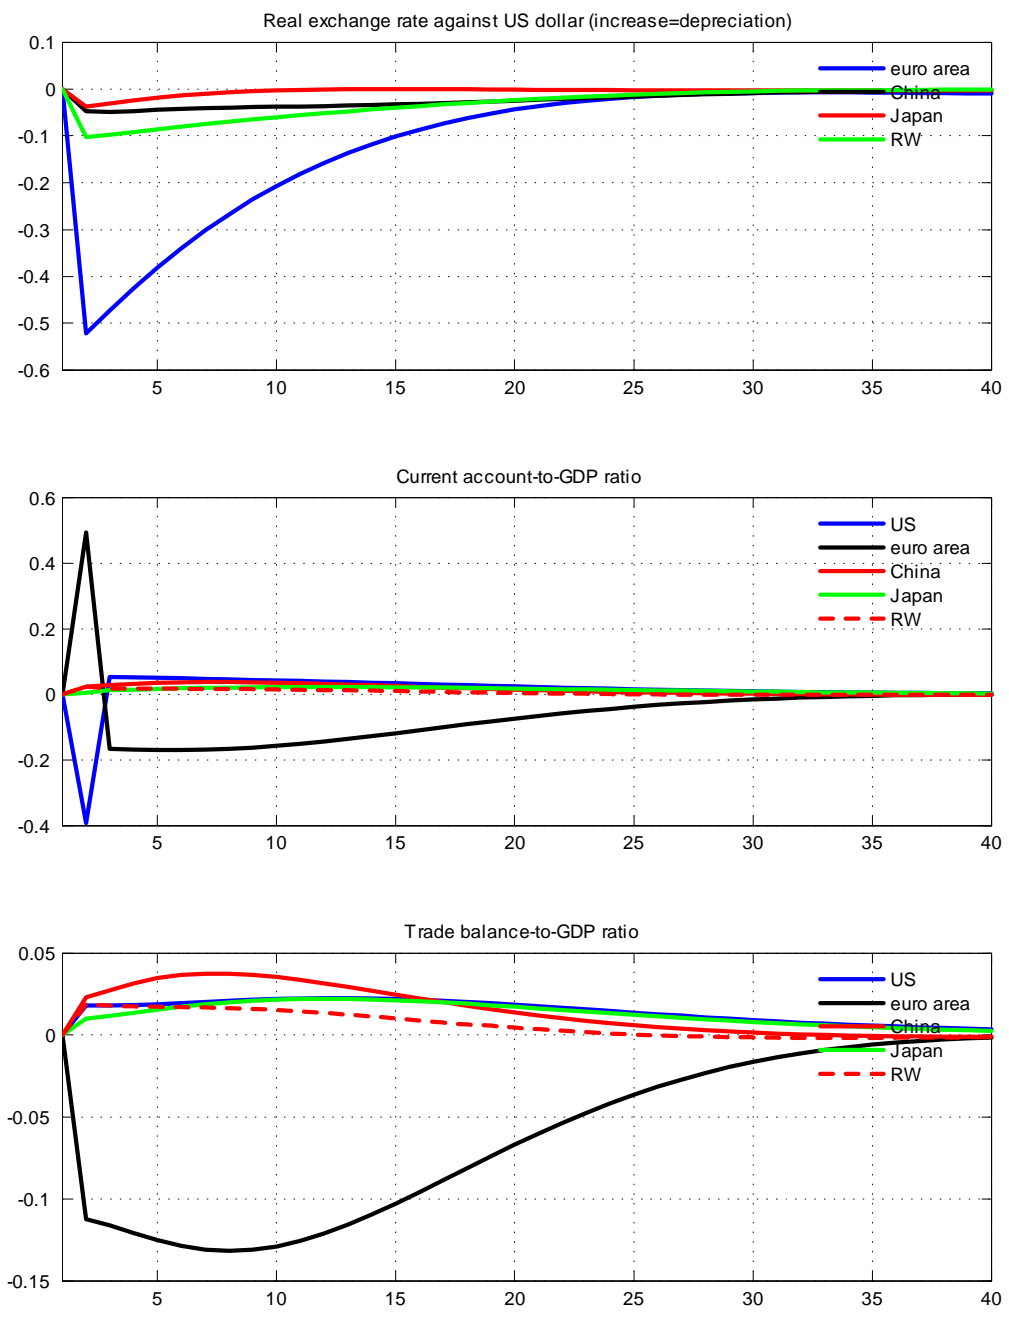 Real exchange rate against US dollar (increase=depreciation)
0.1
0
-0.1
-0.2
-0.3
-0.4
-0.5
-0.6
euro area
China
Japan
RW
5 10 15 20 25 30 35 40
Current account-to-GDP ratio
0.6
0.4
0.2
0
-0.2
-0.4
US
euro area
China
Japan
RW
5 10 15 20 25 30 35 40
Trade balance-to-GDP ratio
0.05
0
-0.05
-0.1
-0.15
US
euro area
China
Japan
RW
5 10 15 20 25 30 35 40